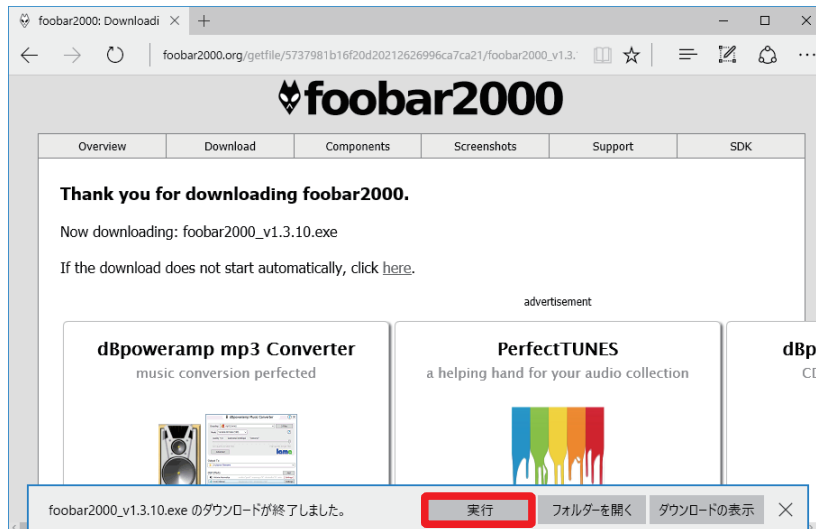 foobar2000: Downloadi
foobar2000.org/getfile/5737981b16f20d20212626996ca7ca21/foobar2000_v1.3.
foobar2000
Overview Download Components Screenshots Support SDK
Thank you for downloading foobar2000.
Now downloading: foobar2000_v1.3.10.exe
If the download does not start automatically, click here.
advertisement
dBpoweramp mp3 Converter PerfectTUNES dBp
music conversion perfected a helping hand for your audio collection CD
lame
foobar2000_v1.3.10.exe のダウンロードが終了しました。 実行 フォルダーを開く ダウンロードの表示